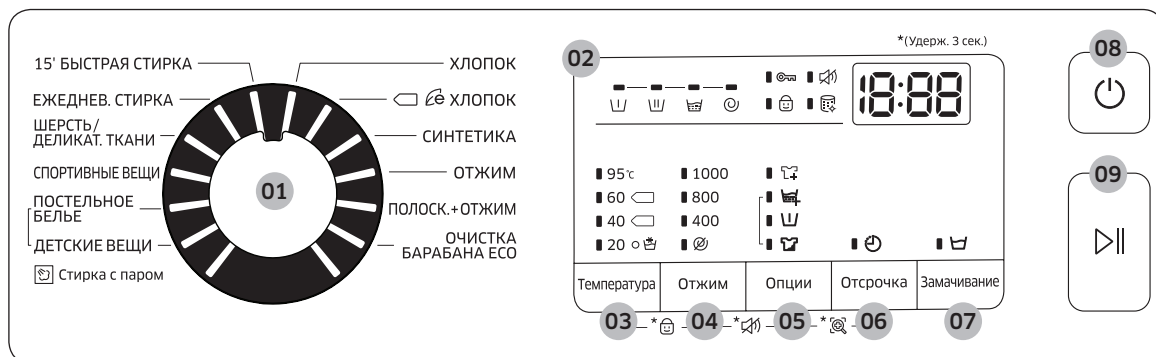 *(Удерж. 3 сек.)
02
08
15' БЫСТРАЯ СТИРКА
ХЛОПОК
18:88
ЕЖЕДНЕВ. СТИРКА
e ХЛОПОК
ШЕРСТЬ/
ДЕЛИКАТ. ТКАНИ
СИНТЕТИКА
СПОРТИВНЫЕ ВЕЩИ
ОТЖИМ
01
09
95°C
1000
60
800
ПОСТЕЛЬНОЕ
БЕЛЬЕ
ПОЛОСК.+ОТЖИМ
40
400
ДЕТСКИЕ ВЕЩИ
ОЧИСТКА
БАРАБАНА ECO
20
Стирка с паром
Температура
Отжим
Опции
Отсрочка
Замачивание
03 * 04 * 05 * 06 07